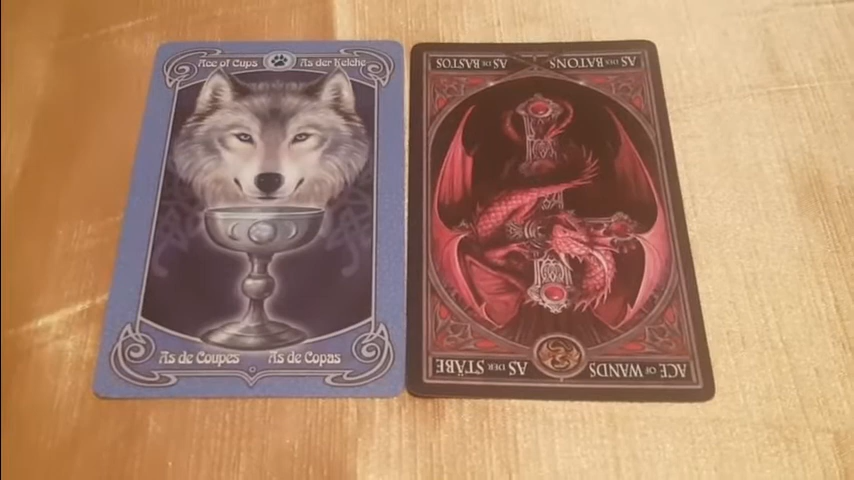 Ace of Cups As der Kelche
As de Coupes As de Copas
ACE OF WANDS AS DER STÄBE
AS DE BATONS AS DE BASTOS